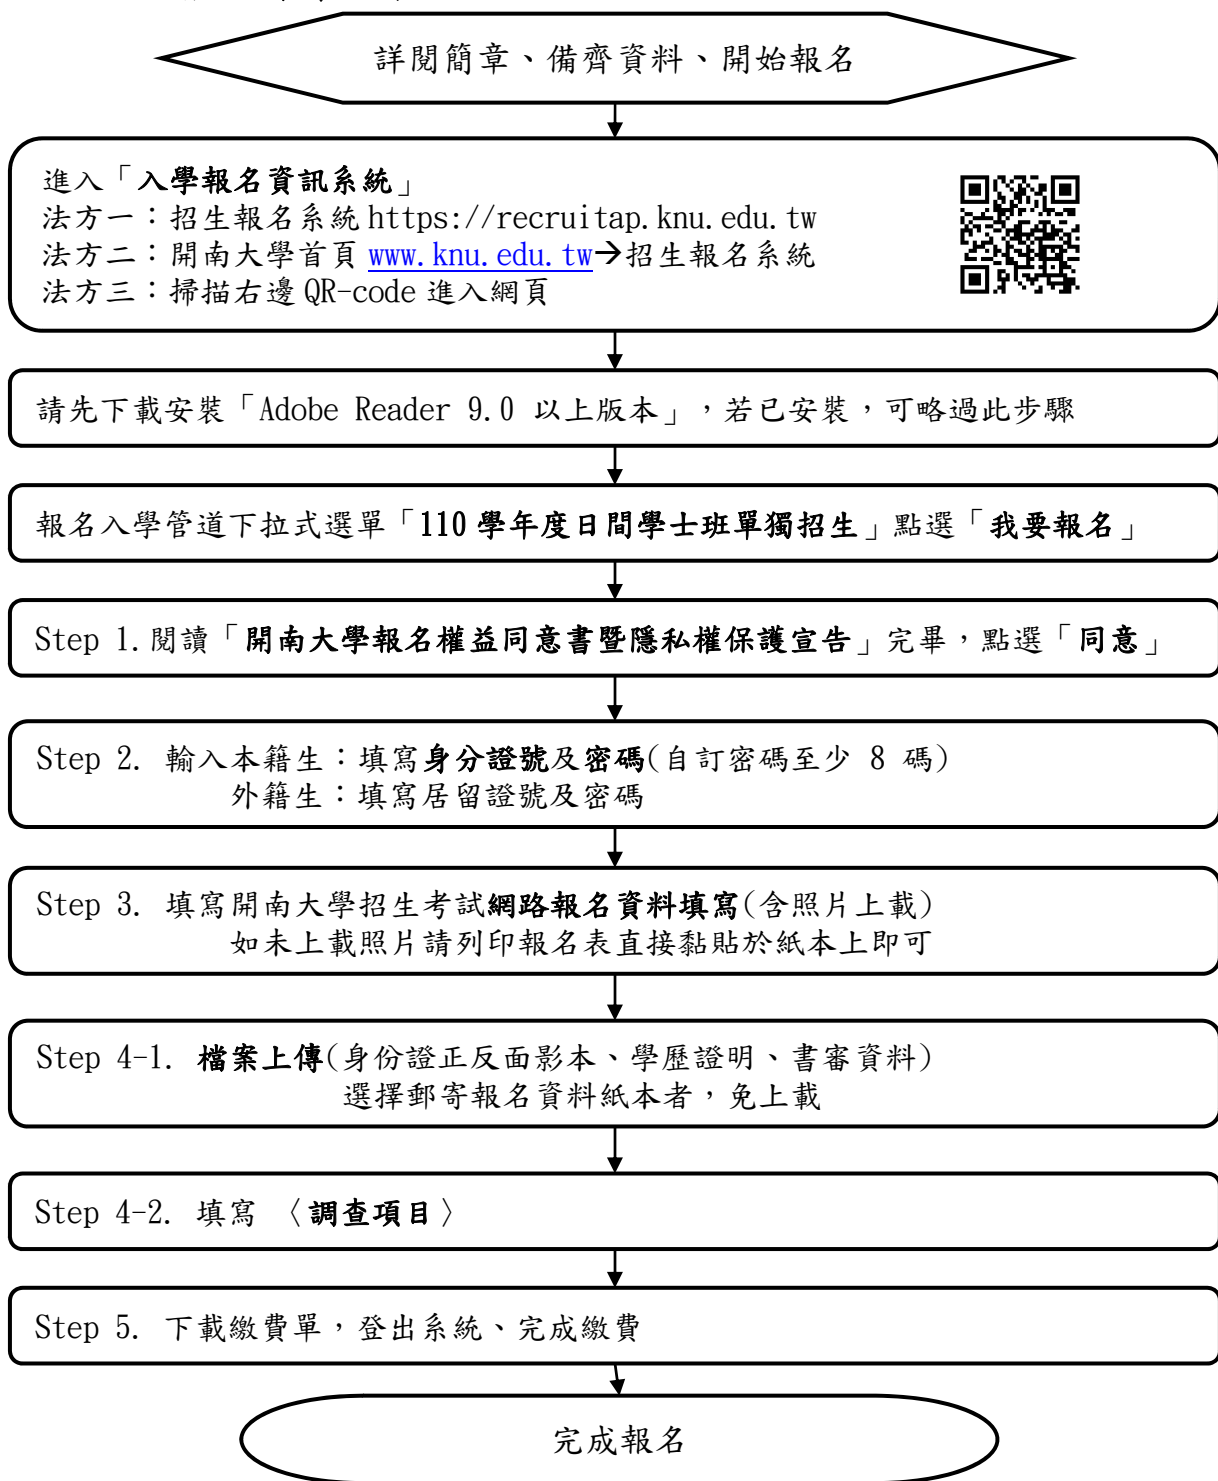 詳閱簡章、備齊資料、開始報名
進入「入學報名資訊系統」
法方一：招生報名系統 https://recruitap.knu.edu.tw
法方二：開南大學首頁 www.knu.edu.tw→招生報名系統
法方三：掃描右邊 QR-code 進入網頁
請先下載安裝「Adobe Reader 9.0 以上版本」，若已安裝，可略過此步驟
報名入學管道下拉式選單「110 學年度日間學士班單獨招生」點選「我要報名」
Step 1.閱讀「開南大學報名權益同意書暨隱私權保護宣告」完畢，點選「同意」
Step 2. 輸入本籍生：填寫身分證號及密碼(自訂密碼至少 8 碼)
外籍生：填寫居留證號及密碼
Step 3. 填寫開南大學招生考試網路報名資料填寫(含照片上載)
如未上載照片請列印報名表直接黏貼於紙本上即可
Step 4-1. 檔案上傳(身份證正反面影本、學歷證明、書審資料)
選擇郵寄報名資料紙本者，免上載
Step 4-2. 填寫 〈調查項目〉
Step 5. 下載繳費單，登出系統、完成繳費
完成報名